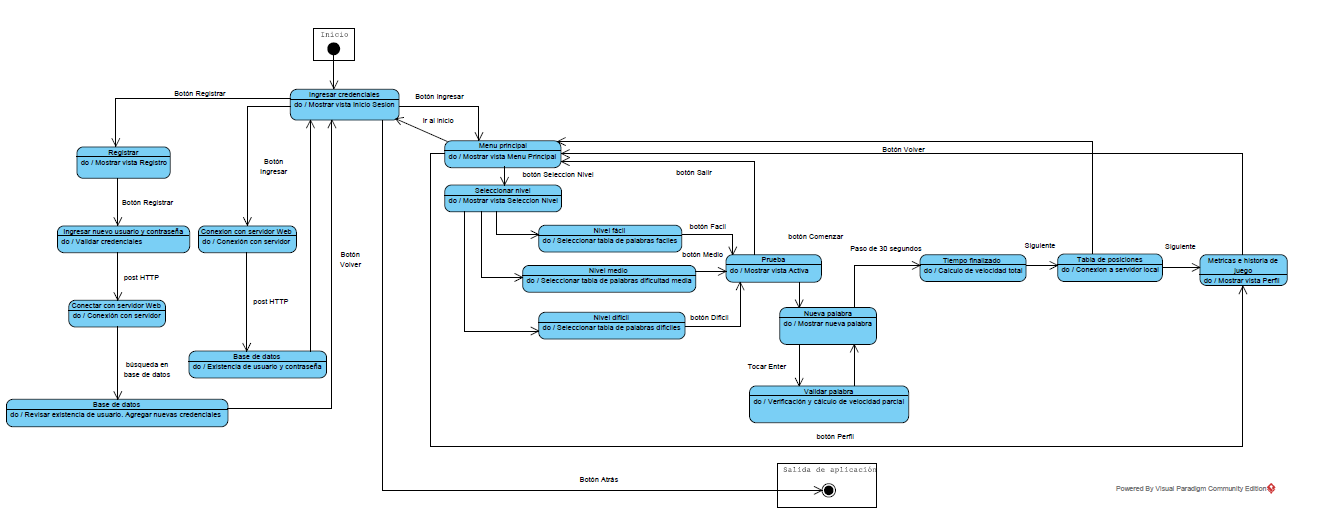 Inicio
Ingresar credenciales
do / Mostrar vista Inicio Sesion
Botón Registrar
Botón Ingresar
Ir al inicio
Registrar
do / Mostrar vista Registro
Botón
Ingresar
Menu principal
do / Mostrar vista Menu Principal
Botón Volver
botón Salir
botón Seleccion Nivel
Seleccionar nivel
do / Mostrar vista Seleccion Nivel
Botón Registrar
Ingresar nuevo usuario y contraseña
do / Validar credenciales
Conexion con servidor Web
do / Conexión con servidor
Nivel fácil
do / Seleccionar tabla de palabras faciles
botón Facil
botón Comenzar
Botón
Volver
botón Medio
Prueba
do / Mostrar vista Activa
Paso de 30 segundos
Tiempo finalizado
do / Calculo de velocidad total
Siguiente
Tabla de posiciones
do / Conexion a servidor local
Siguiente
Metricas e historia de
juego
do / Mostrar vista Perfil
Nivel medio
do / Seleccionar tabla de palabras dificultad media
post HTTP
Conectar con servidor Web
do / Conexión con servidor
post HTTP
Nivel dificil
do / Seleccionar tabla de palabras dificiles
botón Dificil
Nueva palabra
do / Mostrar nueva palabra
Base de datos
do / Existencia de usuario y contraseña
búsqueda en
base de datos
Tocar Enter
Validar palabra
do / Verificación y cálculo de velocidad parcial
Base de datos
do / Revisar existencia de usuario. Agregar nuevas credenciales
botón Perfil
Salida de aplicación
Botón Atrás
Powered By Visual Paradigm Community Edition